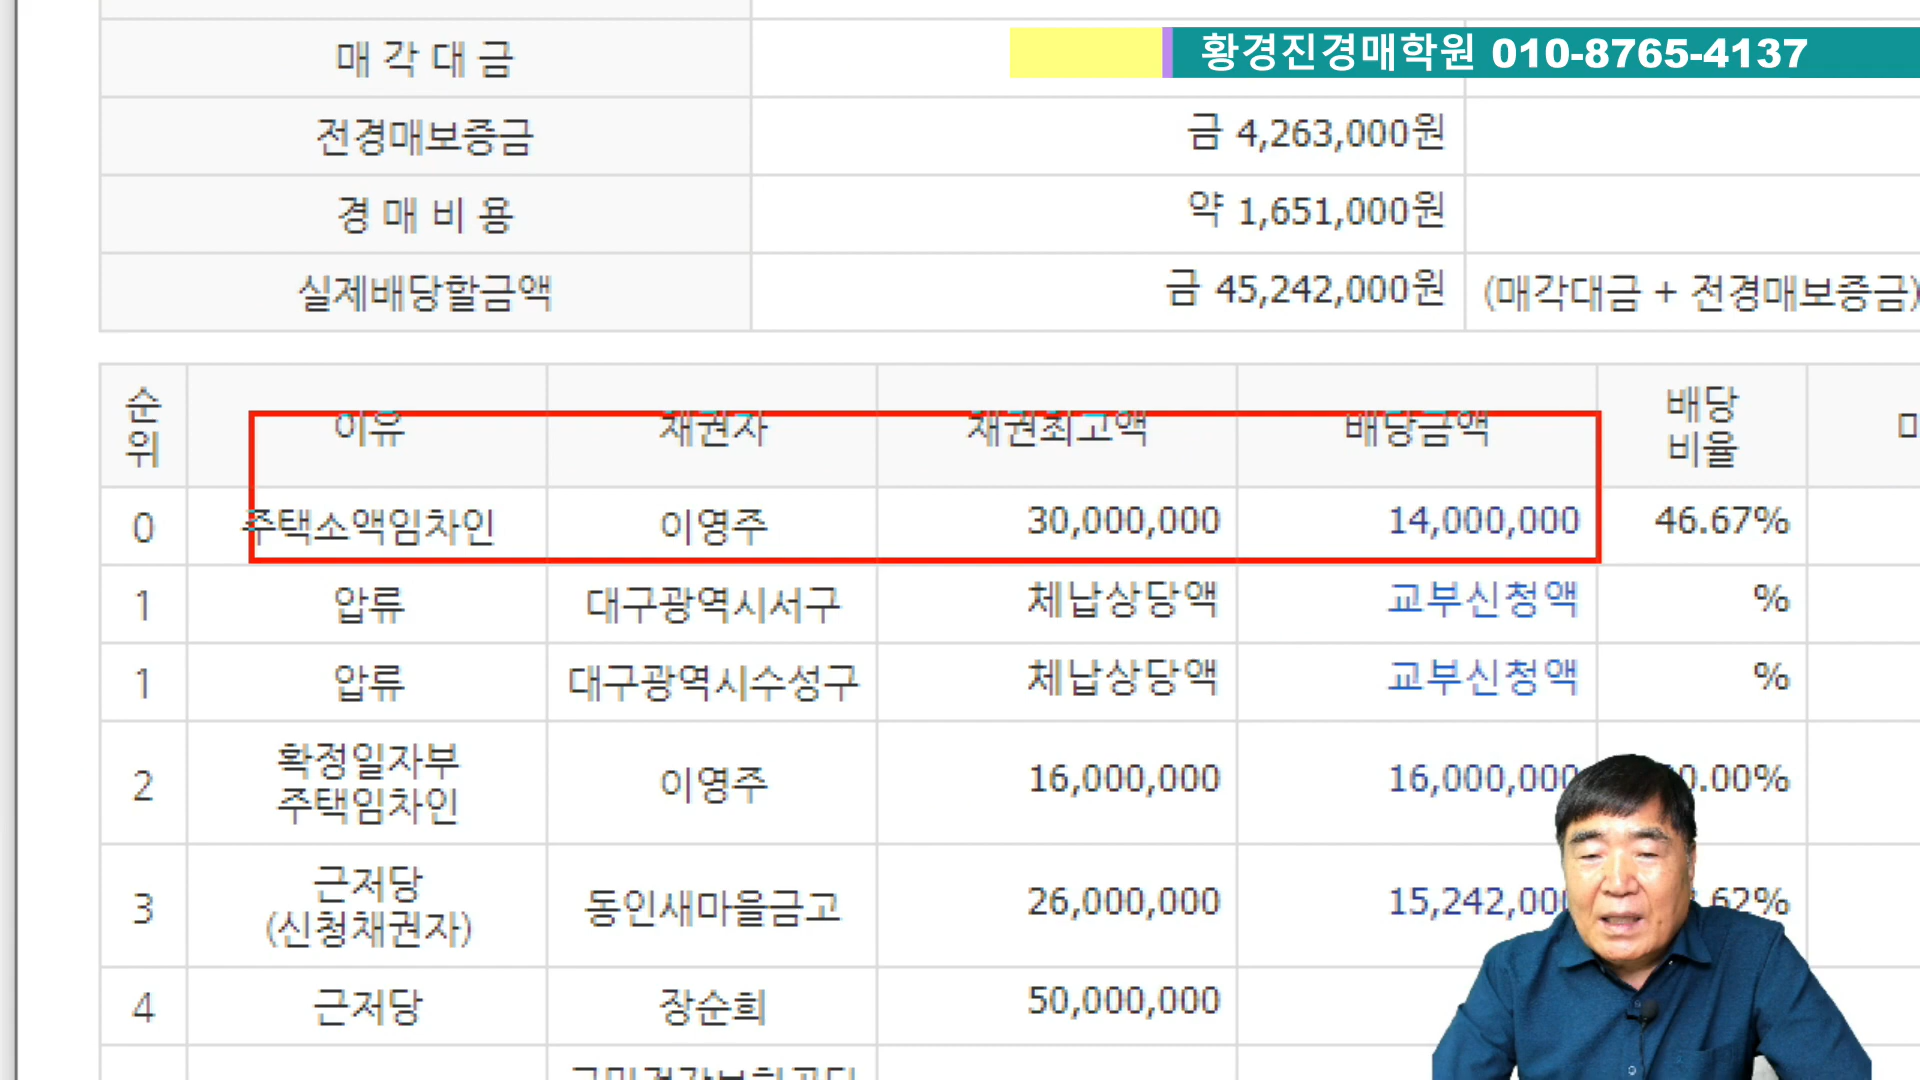 황경진경매학원 010-8765-4137
매 각 대 금
전경매보증금 금 4,263,000원
경 매 비 용 약 1,651,000원
실제배당할금액 금 45,242,000원 (매각대금 + 전경매보증금)
순위 이유 채권자 채권최고액 배당금액 배당비율
0 주택소액임차인 이영주 30,000,000 14,000,000 46.67%
1 압류 대구광역시서구 체납상당액 교부신청액 %
1 압류 대구광역시수성구 체납상당액 교부신청액 %
2 확정일자부 주택임차인 이영주 16,000,000 16,000,000
3 근저당 (신청채권자) 동인새마을금고 26,000,000
4 근저당 장순희 50,000,000